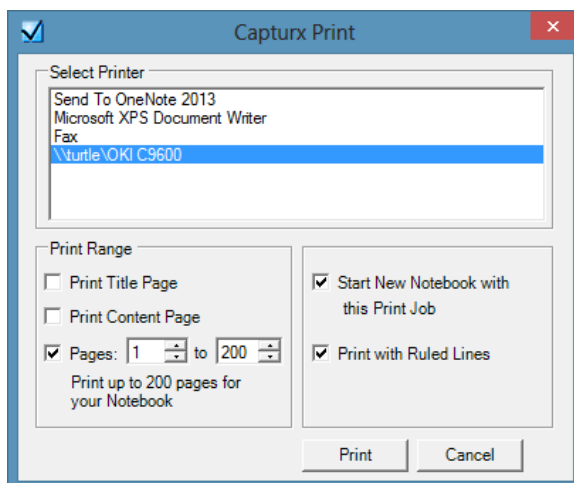 Capturx Print
Select Printer
Send To OneNote 2013
Microsoft XPS Document Writer
Fax
\\turtle\OKI C9600
Print Range
Print Title Page
Print Content Page
Pages: 1 to 200
Print up to 200 pages for
your Notebook
Start New Notebook with
this Print Job
Print with Ruled Lines
Print Cancel